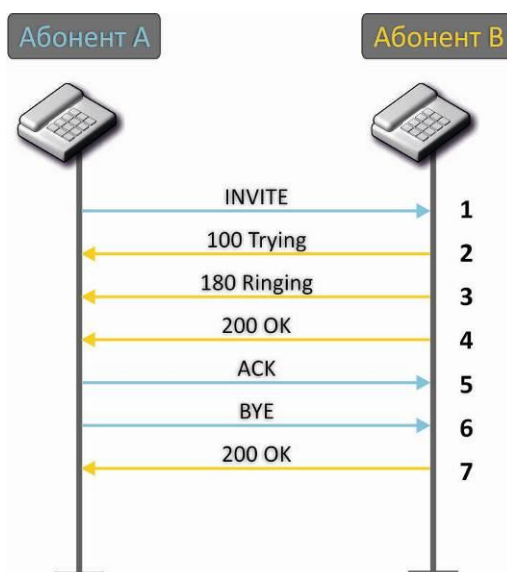 Абонент А
Абонент B
INVITE
1
100 Trying
2
180 Ringing
3
200 OK
4
ACK
5
BYE
6
200 OK
7